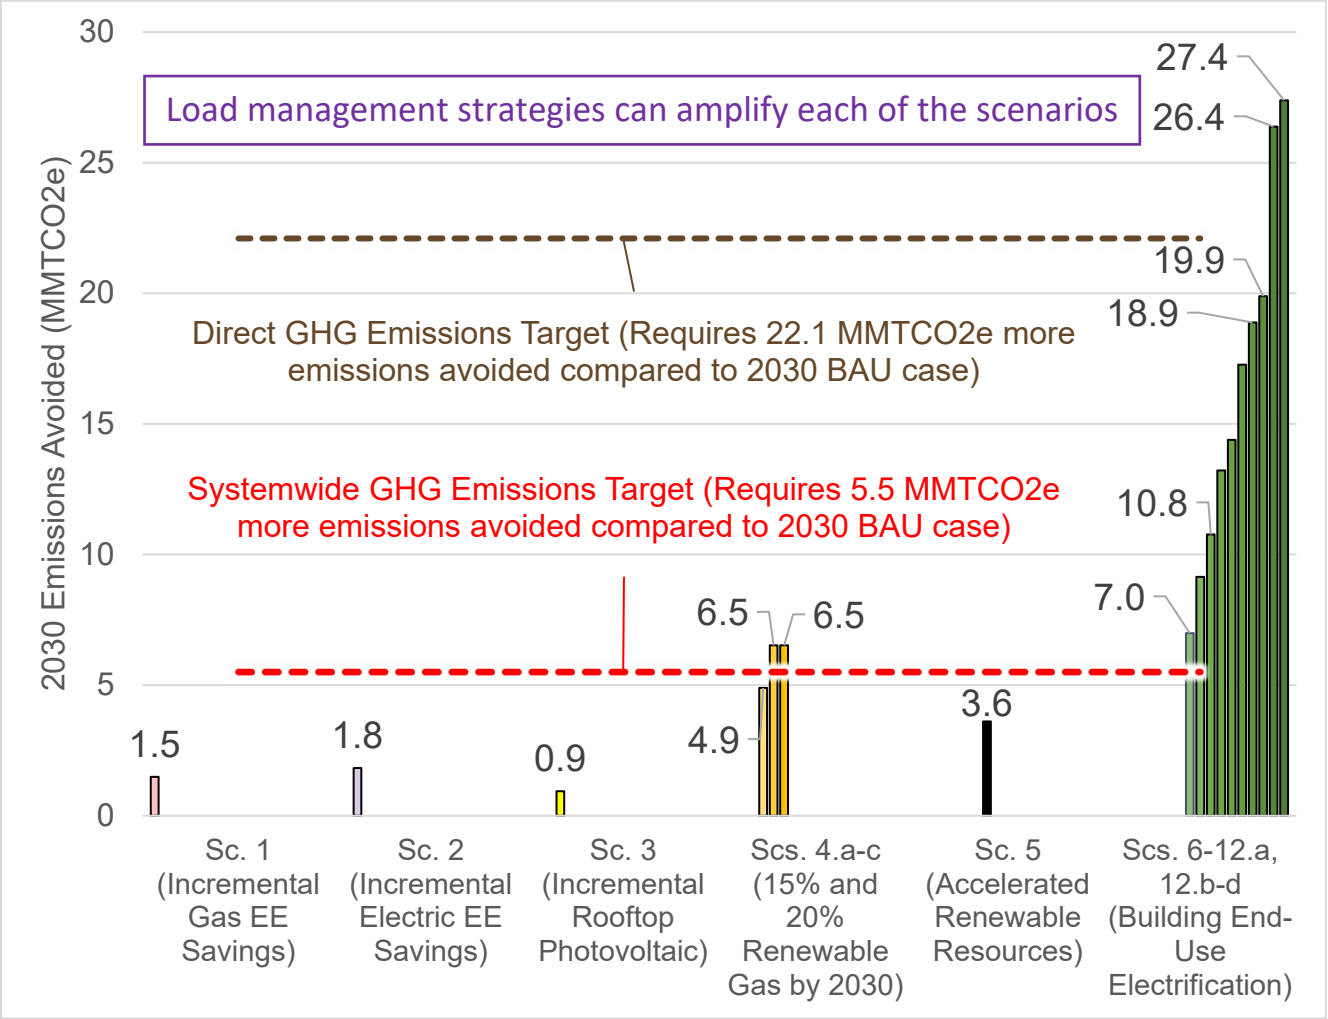 30
27.4
Load management strategies can amplify each of the scenarios
26.4
25
2030 Emissions Avoided (MMTCO2e)
19.9
20
18.9
Direct GHG Emissions Target (Requires 22.1 MMTCO2e more
emissions avoided compared to 2030 BAU case)
15
Systemwide GHG Emissions Target (Requires 5.5 MMTCO2e
more emissions avoided compared to 2030 BAU case)
10.8
10
7.0
6.5
6.5
5
4.9
3.6
1.5
1.8
0.9
0
Sc. 1
(Incremental
Gas EE
Savings)
Sc. 2
(Incremental
Electric EE
Savings)
Sc. 3
(Incremental
Rooftop
Photovoltaic)
Scs. 4.a-c
(15% and
20%
Renewable
Gas by 2030)
Sc. 5
(Accelerated
Renewable
Resources)
Scs. 6-12.a,
12.b-d
(Building End-
Use
Electrification)